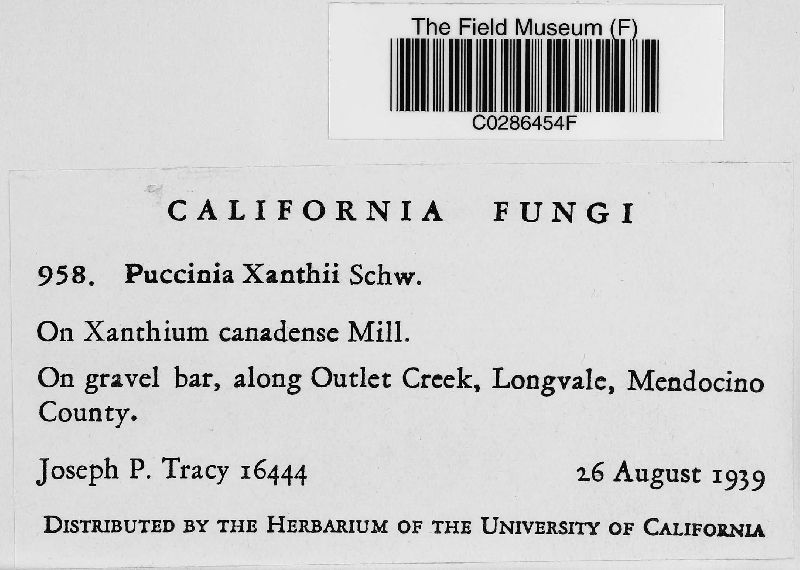 The Field Museum (F)
C0286454F
CALIFORNIA FUNGI
958. Puccinia Xanthii Schw.
On Xanthium canadense Mill.
On gravel bar, along Outlet Creek, Longvale, Mendocino
County.
Joseph P. Tracy 16444 26 August 1939
DISTRIBUTED BY THE HERBARIUM OF THE UNIVERSITY OF CALIFORNIA